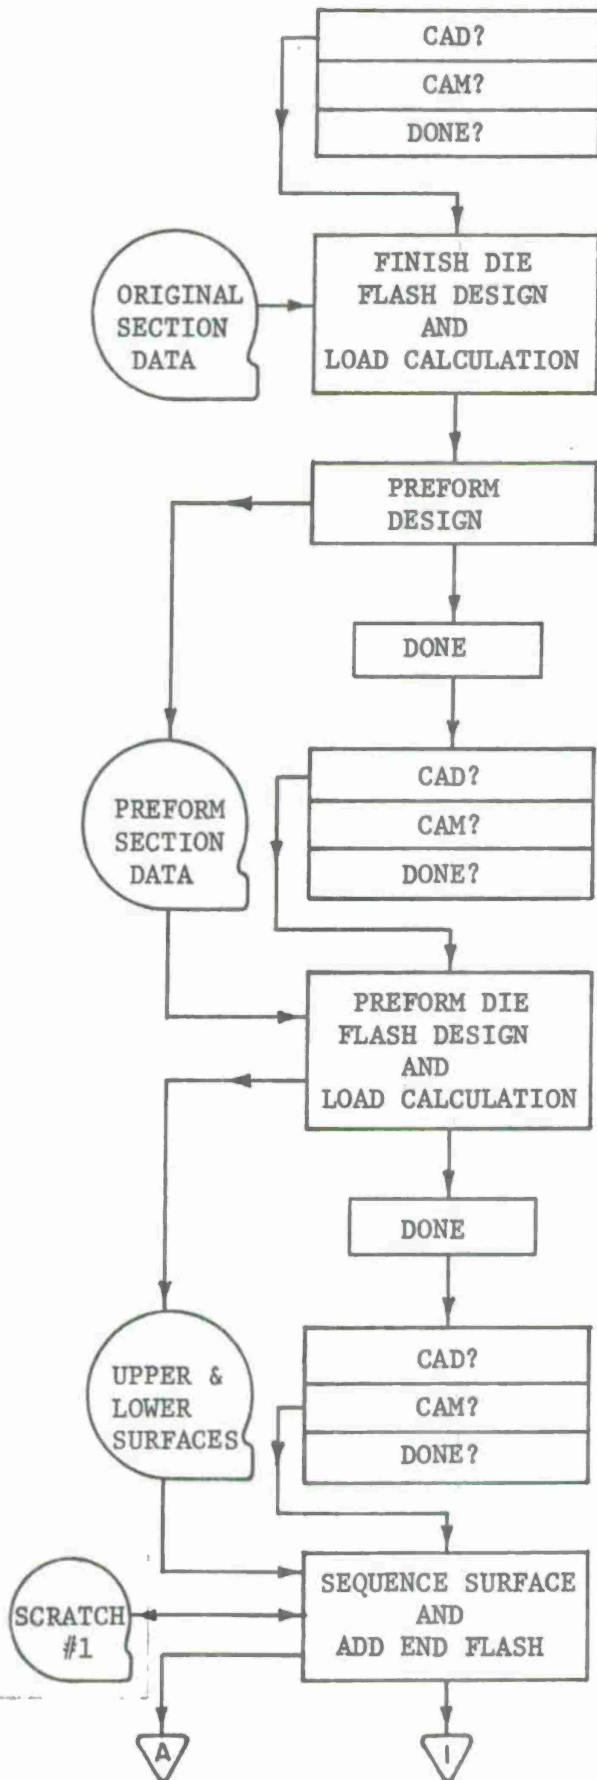 CAD?
CAM?
DONE?
ORIGINAL
SECTION
DATA
FINISH DIE
FLASH DESIGN
AND
LOAD CALCULATION
PREFORM
DESIGN
DONE
PREFORM
SECTION
DATA
CAD?
CAM?
DONE?
PREFORM DIE
FLASH DESIGN
AND
LOAD CALCULATION
DONE
UPPER &
LOWER
SURFACES
CAD?
CAM?
DONE?
SCRATCH
#1
SEQUENCE SURFACE
AND
ADD END FLASH
A
1